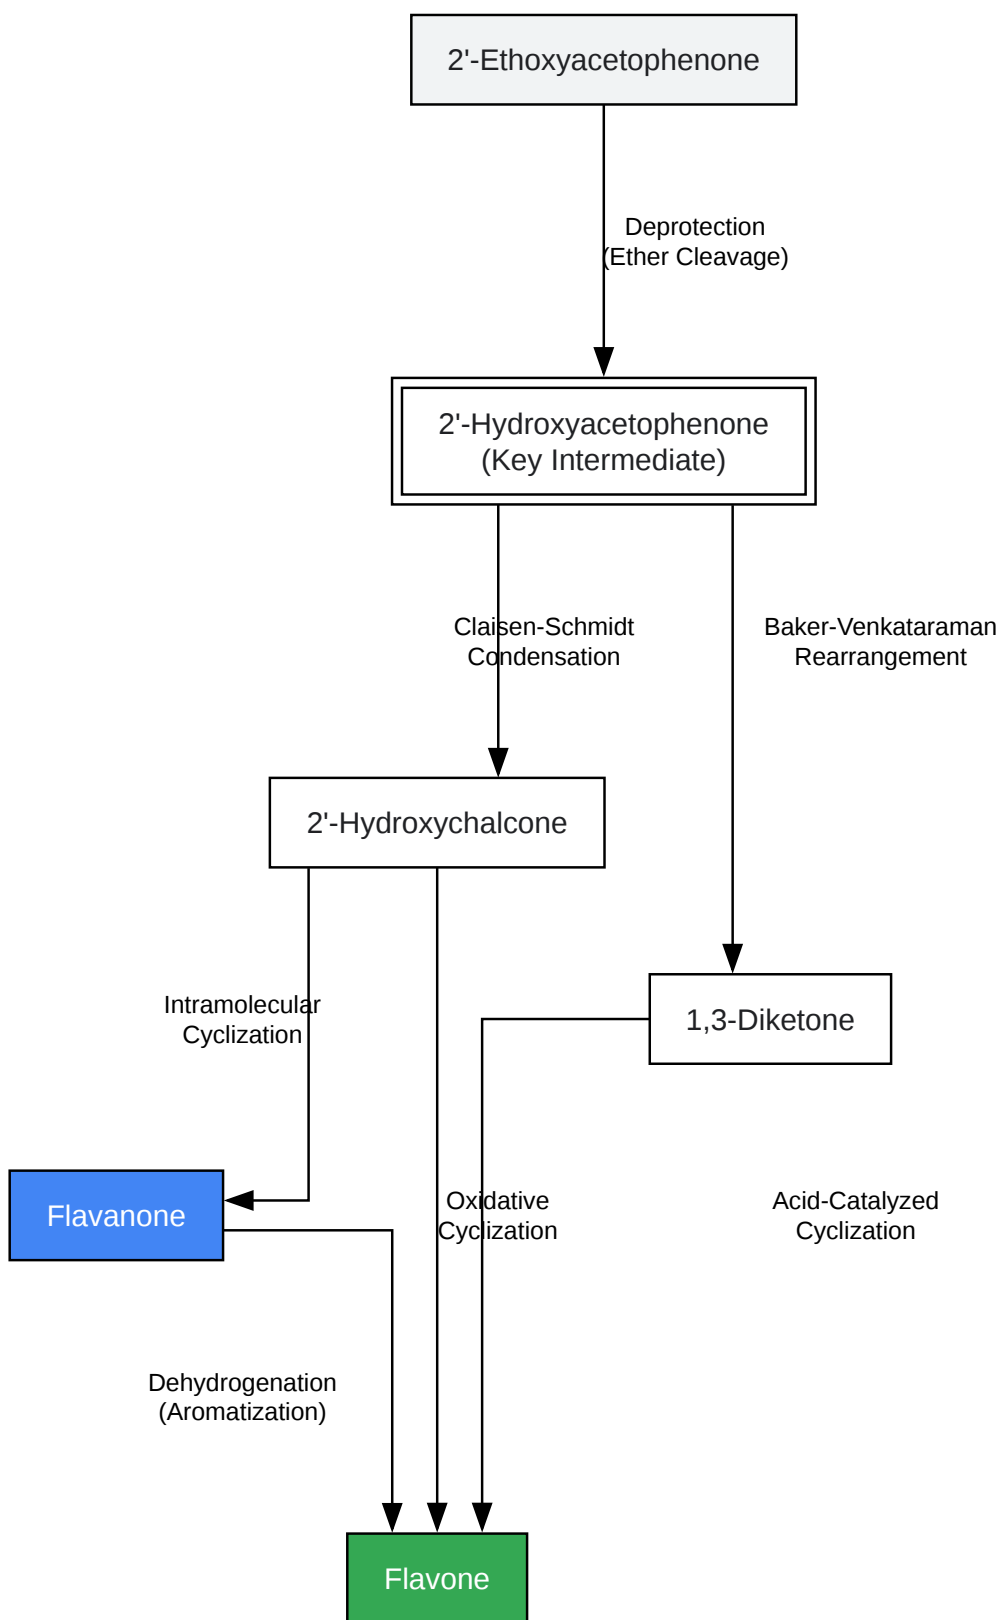 2'-Ethoxyacetophenone
Deprotection
(Ether Cleavage)
2'-Hydroxyacetophenone
(Key Intermediate)
Claisen-Schmidt
Condensation
Baker-Venkataraman
Rearrangement
2'-Hydroxychalcone
Intramolecular
Cyclization
1,3-Diketone
Flavanone
Oxidative
Cyclization
Acid-Catalyzed
Cyclization
Dehydrogenation
(Aromatization)
Flavone